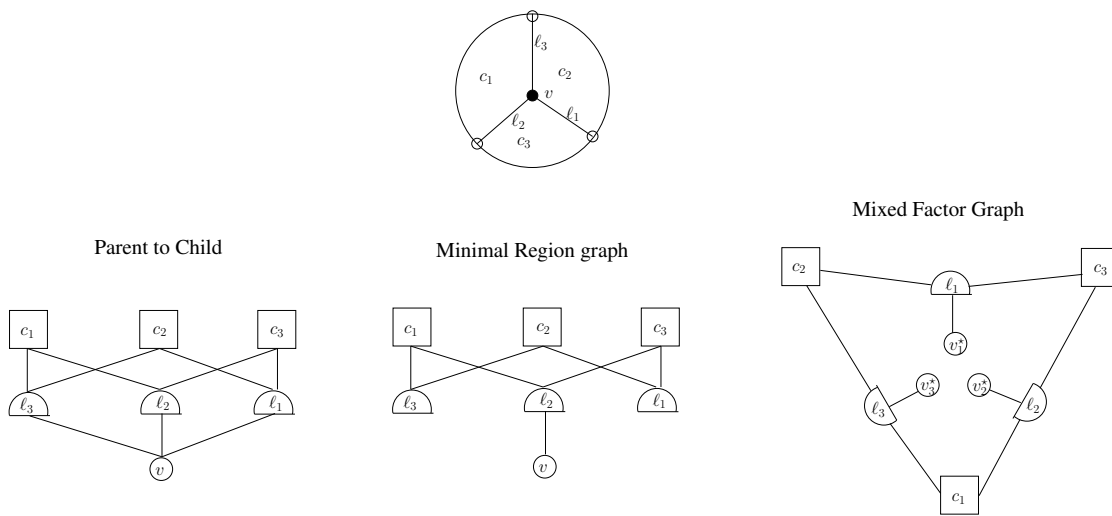 ℓ₃
c₁ c₂
v
ℓ₂ ℓ₁
c₃
Parent to Child
c₁ c₂ c₃
ℓ₃ ℓ₂ ℓ₁
v
Minimal Region graph
c₁ c₂ c₃
ℓ₃ ℓ₂ ℓ₁
v
Mixed Factor Graph
c₂ c₃
ℓ₁
v₁*
v₃* v₂*
ℓ₃ ℓ₂
c₁